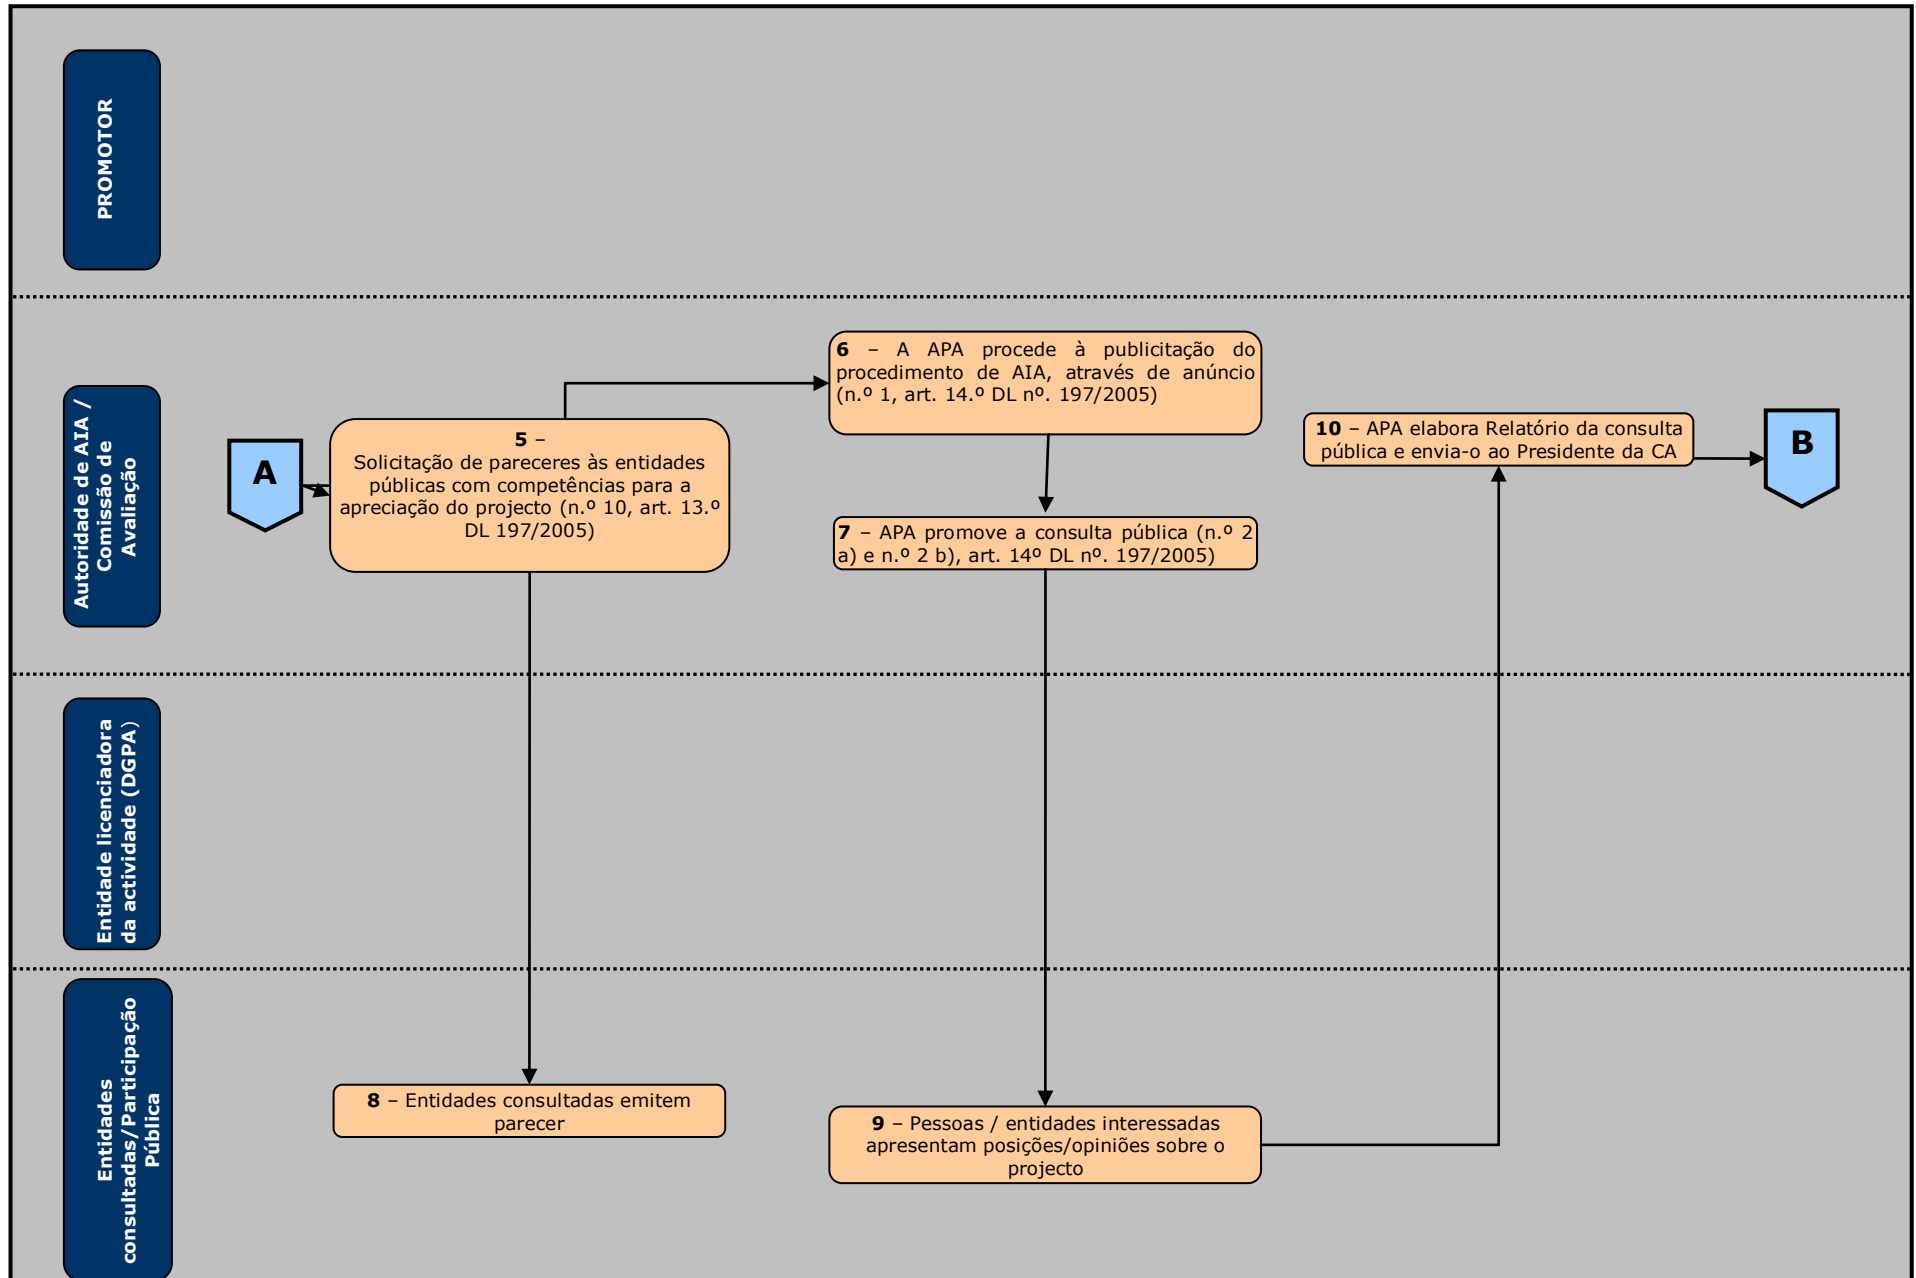 PROMOTOR
6 – A APA procede à publicitação do
procedimento de AIA, através de anúncio
(n.º 1, art. 14.º DL nº. 197/2005)
Autoridade de AIA /
Comissão de
Avaliação
A
5 –
Solicitação de pareceres às entidades
públicas com competências para a
apreciação do projecto (n.º 10, art. 13.º
DL 197/2005)
10 – APA elabora Relatório da consulta
pública e envia-o ao Presidente da CA
B
7 – APA promove a consulta pública (n.º 2
a) e n.º 2 b), art. 14º DL nº. 197/2005)
Entidade licenciadora
da actividade (DGPA)
Entidades
consultadas/Participação
Pública
8 – Entidades consultadas emitem
parecer
9 – Pessoas / entidades interessadas
apresentam posições/opiniões sobre o
projecto